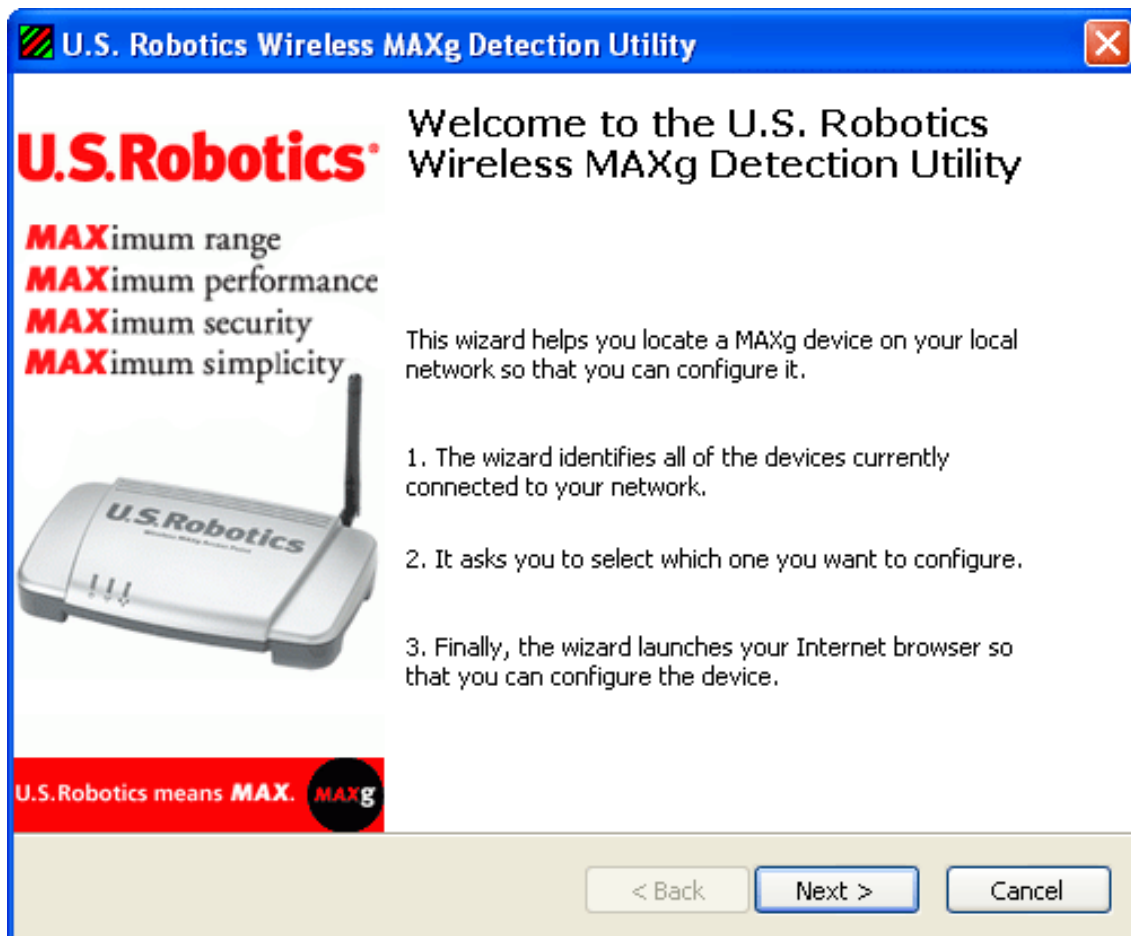 U.S. Robotics Wireless MAXg Detection Utility
U.S.Robotics®
MAXimum range
MAXimum performance
MAXimum security
MAXimum simplicity
U.S.Robotics
Wireless MAXg Access Point
U.S.Robotics means MAX. MAXg
Welcome to the U.S. Robotics
Wireless MAXg Detection Utility
This wizard helps you locate a MAXg device on your local
network so that you can configure it.
1. The wizard identifies all of the devices currently
connected to your network.
2. It asks you to select which one you want to configure.
3. Finally, the wizard launches your Internet browser so
that you can configure the device.
< Back
Next >
Cancel